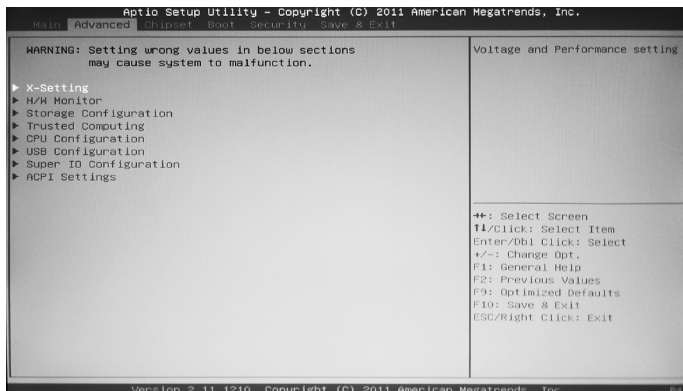 Aptio Setup Utility – Copyright (C) 2011 American Megatrends, Inc.
Main Advanced Chipset Boot Security Save & Exit
WARNING: Setting wrong values in below sections
may cause system to malfunction.
► X-Setting
► H/W Monitor
► Storage Configuration
► Trusted Computing
► CPU Configuration
► USB Configuration
► Super IO Configuration
► ACPI Settings
Voltage and Performance setting
→←: Select Screen
↑↓/Click: Select Item
Enter/Dbl Click: Select
+/-: Change Opt.
F1: General Help
F2: Previous Values
F9: Optimized Defaults
F10: Save & Exit
ESC/Right Click: Exit
Version 2.11.1210. Copyright (C) 2011 American Megatrends, Inc.